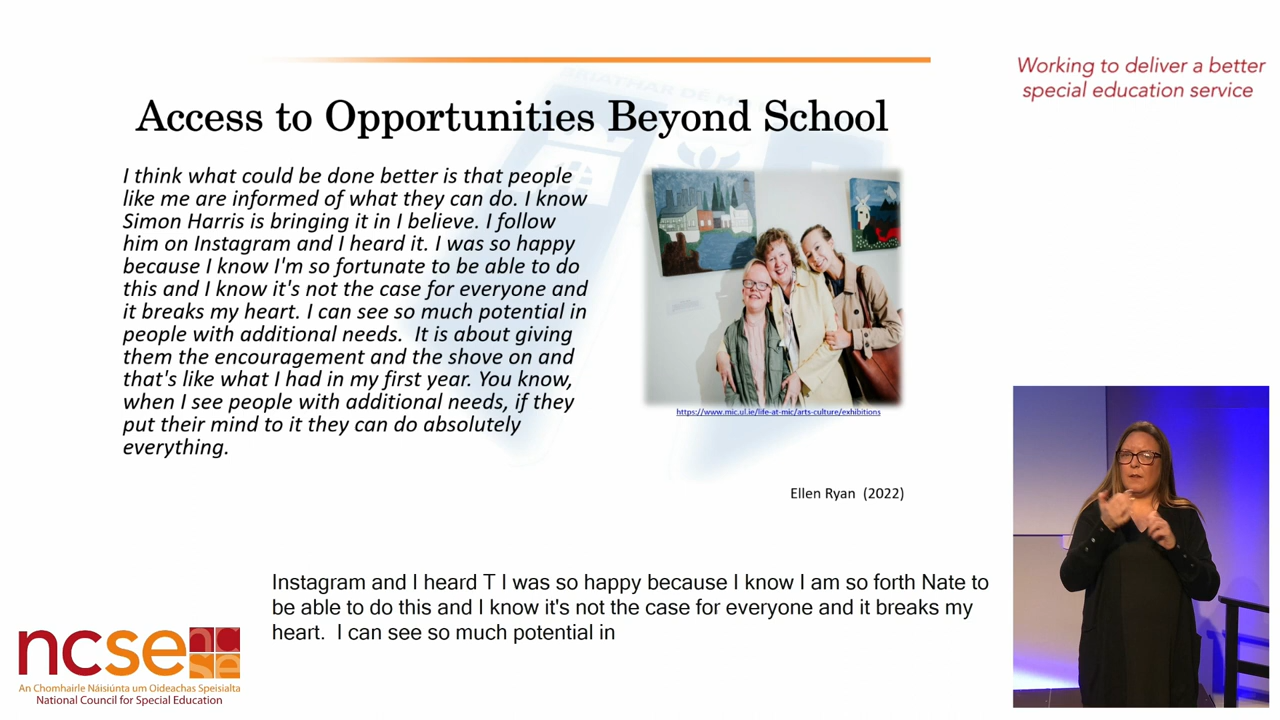 Working to deliver a better
special education service
Access to Opportunities Beyond School
I think what could be done better is that people
like me are informed of what they can do. I know
Simon Harris is bringing it in I believe. I follow
him on Instagram and I heard it. I was so happy
because I know I'm so fortunate to be able to do
this and I know it's not the case for everyone and
it breaks my heart. I can see so much potential in
people with additional needs. It is about giving
them the encouragement and the shove on and
that's like what I had in my first year. You know,
when I see people with additional needs, if they
put their mind to it they can do absolutely
everything.
https://www.mic.ul.ie/life-at-mic/arts-culture/exhibitions
Ellen Ryan (2022)
Instagram and I heard T I was so happy because I know I am so forth Nate to
be able to do this and I know it's not the case for everyone and it breaks my
heart. I can see so much potential in
ncse
ncse
An Chomhairle Náisiúnta um Oideachas Speisialta
National Council for Special Education